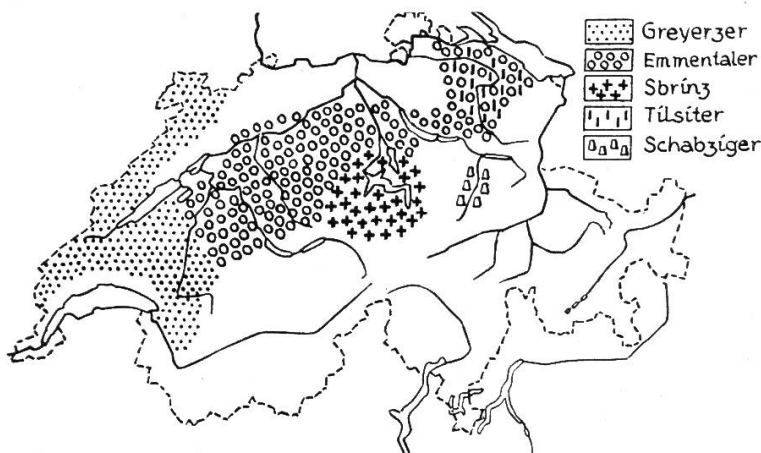 Greyerzer
Emmentaler
Sbrinz
Tilsiter
Schabziger